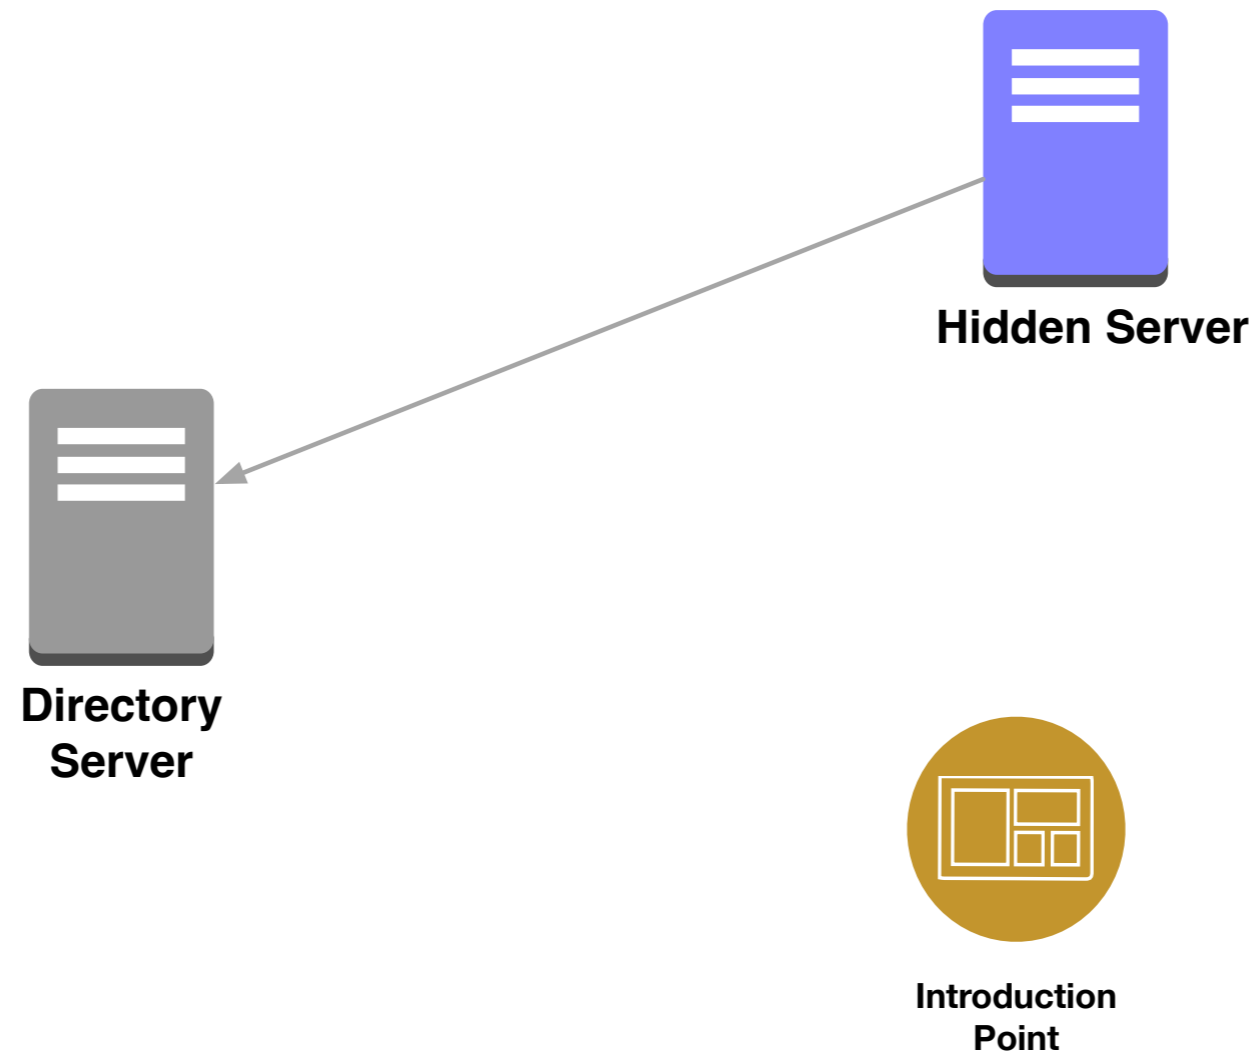 Hidden Server
Directory
Server
Introduction
Point